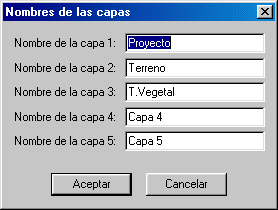 Nombres de las capas
Nombre de la capa 1: Proyecto
Nombre de la capa 2: Terreno
Nombre de la capa 3: T.Vegetal
Nombre de la capa 4: Capa 4
Nombre de la capa 5: Capa 5
Aceptar Cancelar